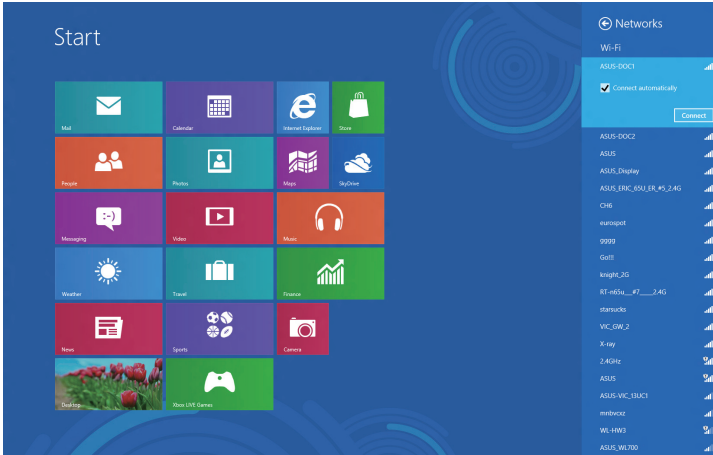 Start
Mail
Calendar
Internet Explorer
Store
People
Photos
Maps
SkyDrive
Messaging
:-)
Video
Music
Weather
Travel
Finance
News
Sports
Camera
Desktop
Xbox LIVE Games
Networks
Wi-Fi
ASUS-DOC1
Connect automatically
Connect
ASUS-DOC2
ASUS
ASUS_Display
ASUS_ERIC_65U_ER_#5_2.4G
CH6
eurospot
9999
Go!!!
knight_2G
RT-n65u__#7___2.4G
starsucks
VIC_GW_2
X-ray
2.4GHz
ASUS
ASUS-VIC_13UC1
mnbvcxz
WL-HW3
ASUS_WL700